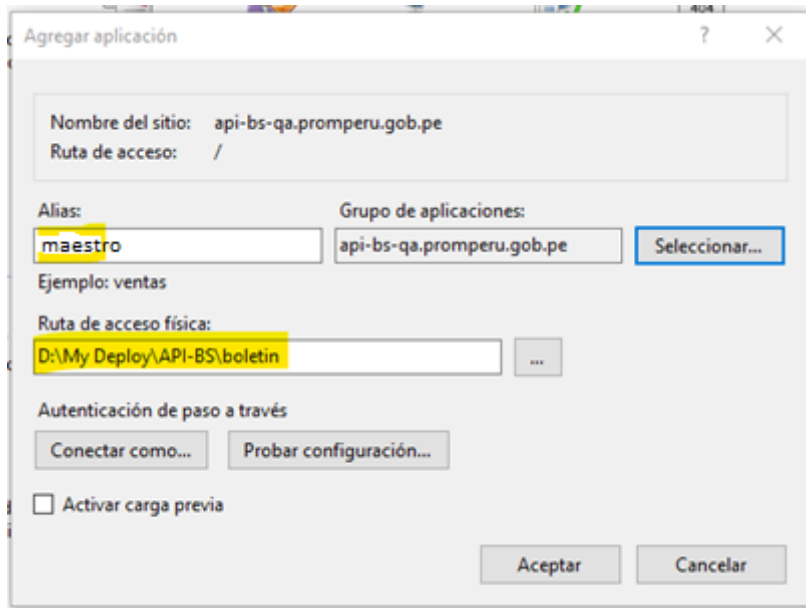 404
Agregar aplicación
Nombre del sitio: api-bs-qa.promperu.gob.pe
Ruta de acceso: /
Alias: Grupo de aplicaciones:
maestro api-bs-qa.promperu.gob.pe Seleccionar...
Ejemplo: ventas
Ruta de acceso física:
D:\My Deploy\API-BS\boletin ...
Autenticación de paso a través
Conectar como... Probar configuración...
Activar carga previa
Aceptar Cancelar